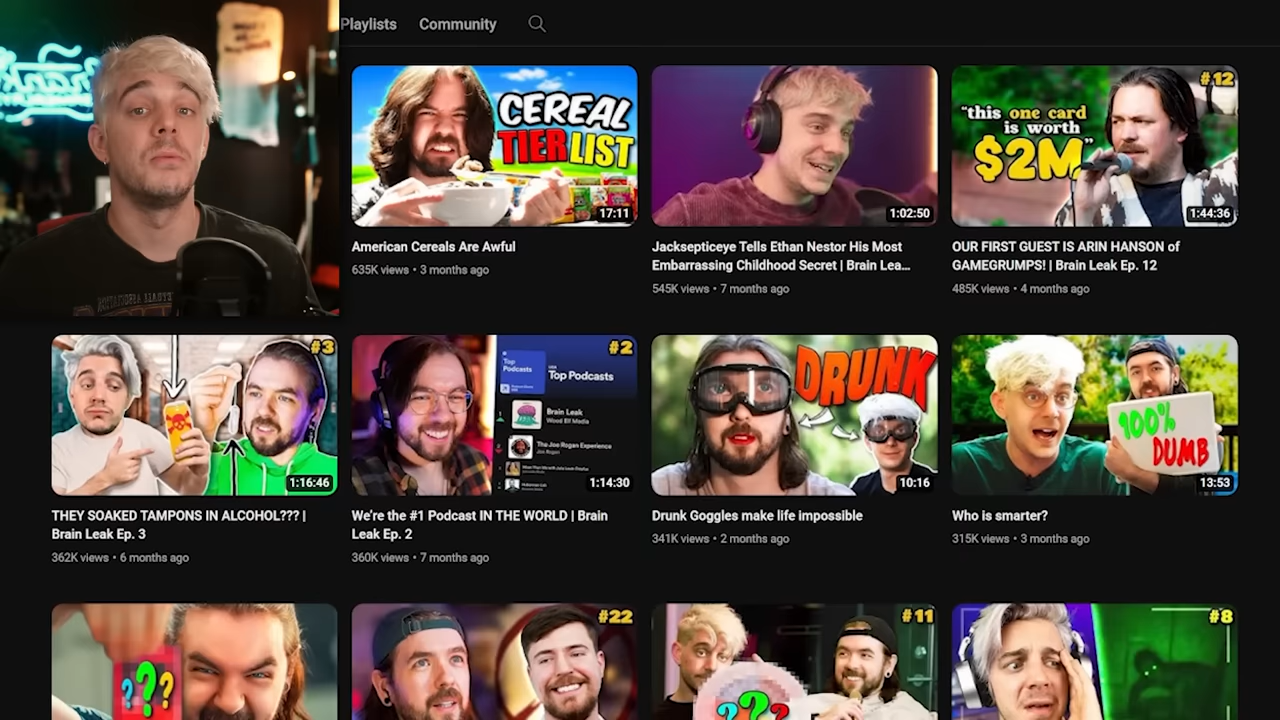 Playlists
Community
CEREAL
TIER LIST
17:11
American Cereals Are Awful
635K views • 3 months ago
1:02:50
Jacksepticeye Tells Ethan Nestor His Most
Embarrassing Childhood Secret | Brain Lea...
545K views • 7 months ago
#12
"this one card
is worth
$2M"
1:44:36
OUR FIRST GUEST IS ARIN HANSON of
GAMEGRUMPS! | Brain Leak Ep. 12
485K views • 4 months ago
#3
1:16:46
THEY SOAKED TAMPONS IN ALCOHOL??? |
Brain Leak Ep. 3
362K views • 6 months ago
#2
Top
Podcasts
Top Podcasts
Brain Leak
Wood Elf Media
The Joe Rogan Experience
Joe Rogan
1:14:30
We're the #1 Podcast IN THE WORLD | Brain
Leak Ep. 2
360K views • 7 months ago
DRUNK
10:16
Drunk Goggles make life impossible
341K views • 2 months ago
100%
DUMB
13:53
Who is smarter?
315K views • 3 months ago
???
#22
#11
???
#8